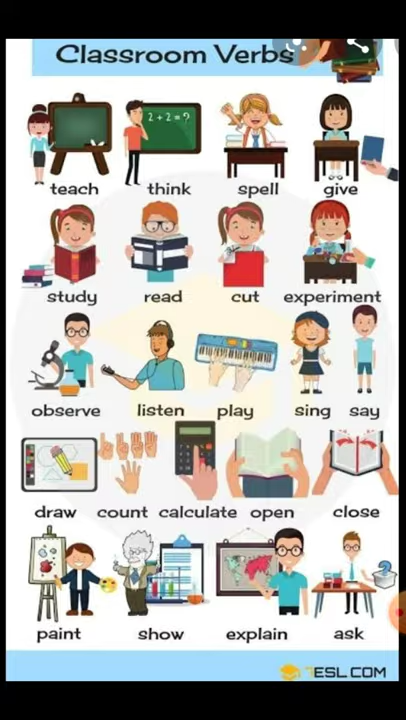 Classroom Verbs
2 + 2 = ?
teach think spell give
study read cut experiment
observe listen play sing say
draw count calculate open close
paint show explain ask
?
7ESL.COM